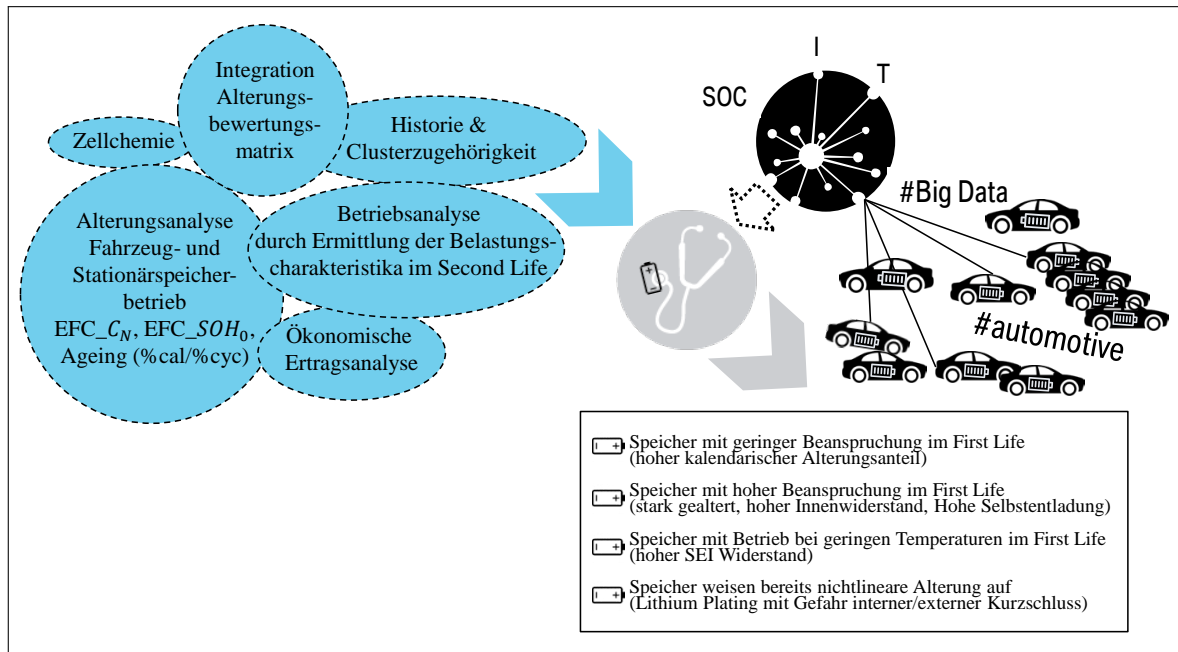 Integration
Alterungs-
bewertungs-
matrix
Zellchemie
Historie &
Clusterzugehörigkeit
Alterungsanalyse
Fahrzeug- und
Stationärspeicher-
betrieb
EFC_C_N, EFC_SOH_0,
Ageing (%cal/%cyc)
Betriebsanalyse
durch Ermittlung der Belastungs-
charakteristika im Second Life
Ökonomische
Ertragsanalyse
I
T
SOC
#Big Data
#automotive
Speicher mit geringer Beanspruchung im First Life
(hoher kalendarischer Alterungsanteil)
Speicher mit hoher Beanspruchung im First Life
(stark gealtert, hoher Innenwiderstand, Hohe Selbstentladung)
Speicher mit Betrieb bei geringen Temperaturen im First Life
(hoher SEI Widerstand)
Speicher weisen bereits nichtlineare Alterung auf
(Lithium Plating mit Gefahr interner/externer Kurzschluss)